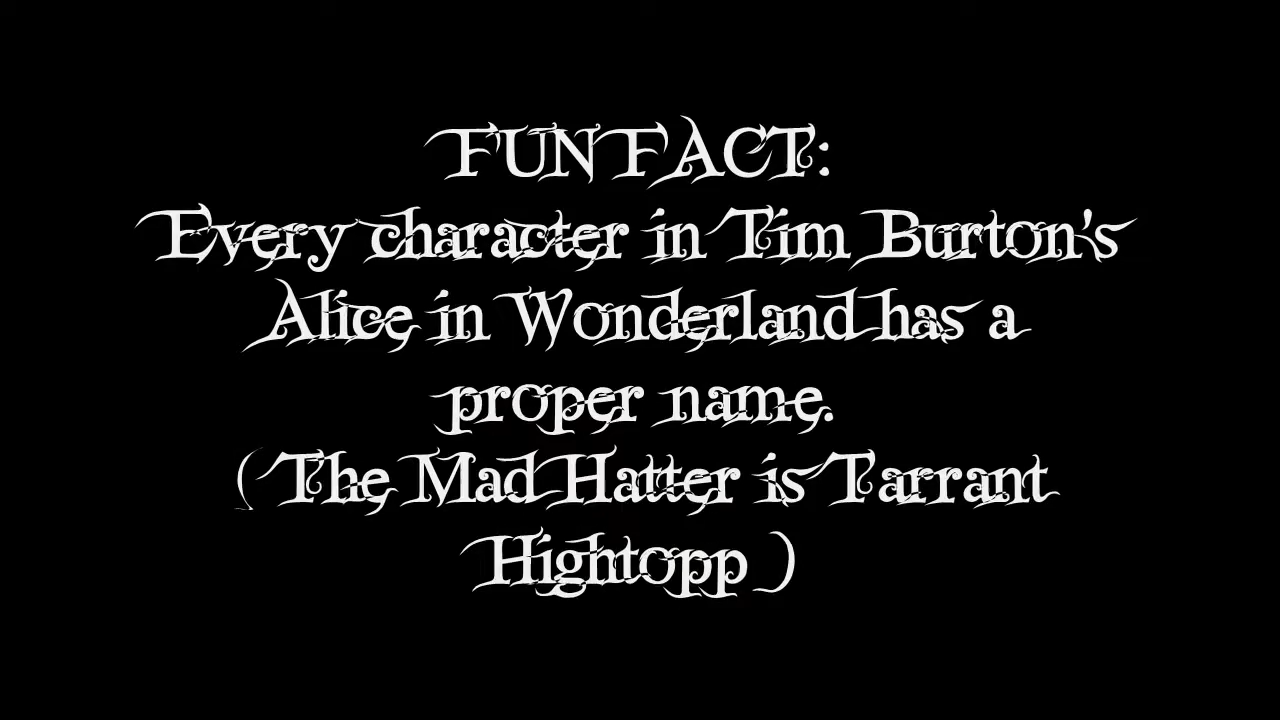 FUN FACT:
Every character in Tim Burton's
Alice in Wonderland has a
proper name.
( The Mad Hatter is Tarrant
Hightopp )